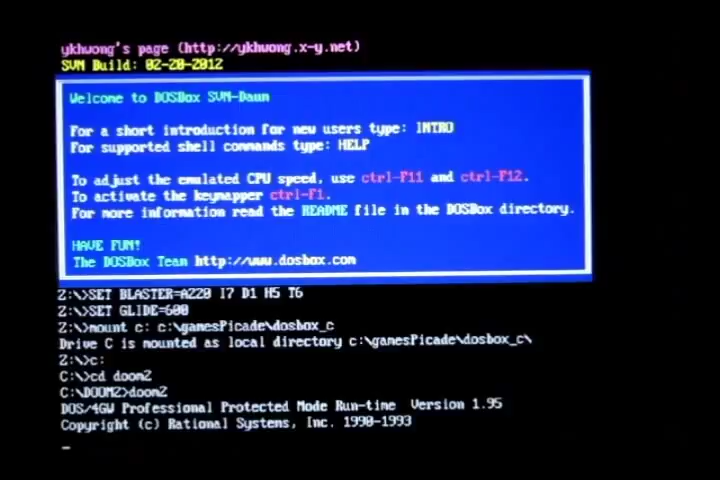 ykhwong's page (http://ykhwong.x-y.net)
SVN Build: 02-20-2012
Welcome to DOSBox SVN-Daum
For a short introduction for new users type: INTRO
For supported shell commands type: HELP
To adjust the emulated CPU speed, use ctrl-F11 and ctrl-F12.
To activate the keymapper ctrl-F1.
For more information read the README file in the DOSBox directory.
HAVE FUN!
The DOSBox Team http://www.dosbox.com
Z:\>SET BLASTER=A220 I7 D1 H5 T6
Z:\>SET GLIDE=600
Z:\>mount c: c:\gamesPicade\dosbox_c
Drive C is mounted as local directory c:\gamesPicade\dosbox_c\
Z:\>c:
C:\>cd doom2
C:\DOOM2>doom2
DOS/4GW Professional Protected Mode Run-time  Version 1.95
Copyright (c) Rational Systems, Inc. 1990-1993